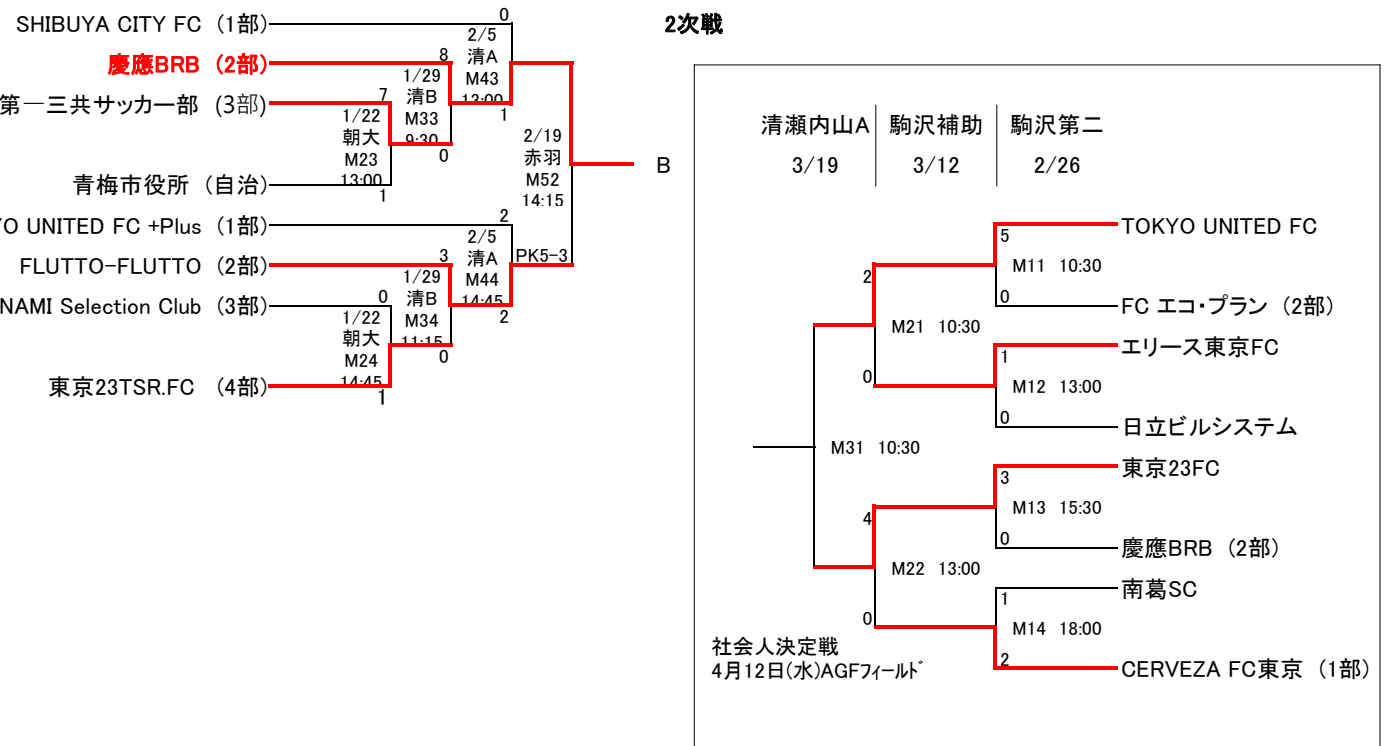 SHIBUYA CITY FC (1部)
慶應BRB (2部)
第一三共サッカー部 (3部)
青梅市役所 (自治)
YO UNITED FC +Plus (1部)
FLUTTO-FLUTTO (2部)
NAMI Selection Club (3部)
東京23TSR.FC (4部)
7
1/22
朝大
M23
13:00
1
0
1/22
朝大
M24
14:45
1
8
1/29
清B
M33
9:30
0
3
1/29
清B
M34
11:15
0
0
2/5
清A
M43
13:00
1
2
2/5
清A
M44
14:45
2
PK5-3
2/19
赤羽
M52
14:15
B
2次戦
清瀬内山A 駒沢補助 駒沢第二
3/19 3/12 2/26
5 TOKYO UNITED FC
M11 10:30
0 FC エコ・プラン (2部)
2
M21 10:30
0
1 エリース東京FC
M12 13:00
0 日立ビルシステム
M31 10:30
3 東京23FC
M13 15:30
0 慶應BRB (2部)
4
M22 13:00
0
1 南葛SC
M14 18:00
2 CERVEZA FC東京 (1部)
社会人決定戦
4月12日(水)AGFフィールド